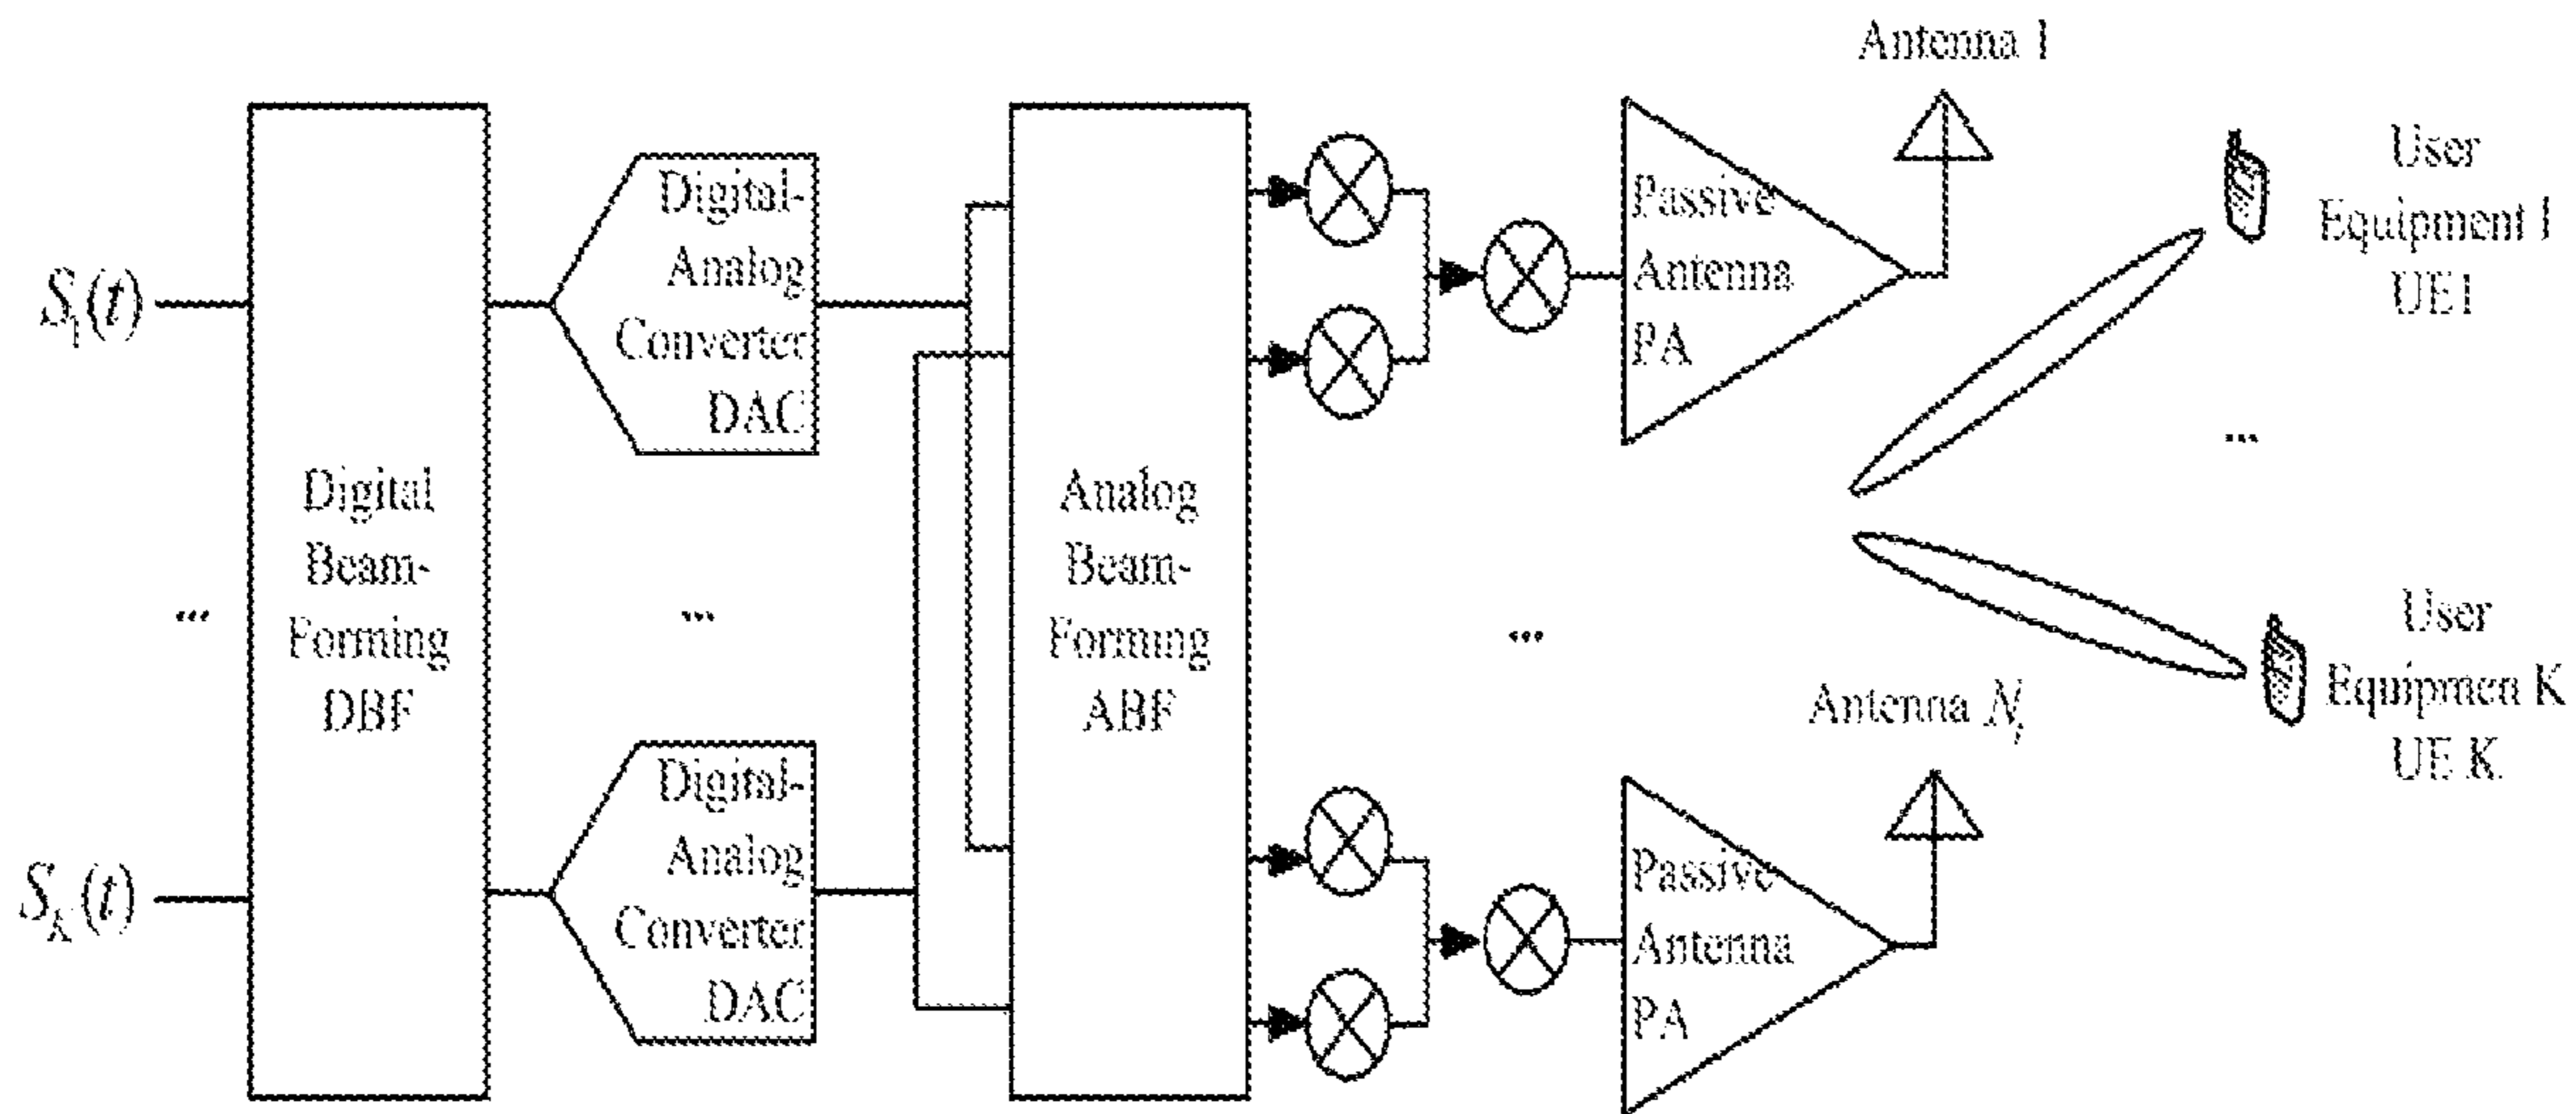 Antenna 1
User
Equipment 1
UE1
S₁(t)
Digital-
Analog
Converter
DAC
Passive
Antenna
PA
Digital
Beam-
Forming
DBF
Analog
Beam-
Forming
ABF
...
...
...
...
User
Equipmen K
UE K
Antenna Nₜ
S_K(t)
Digital-
Analog
Converter
DAC
Passive
Antenna
PA